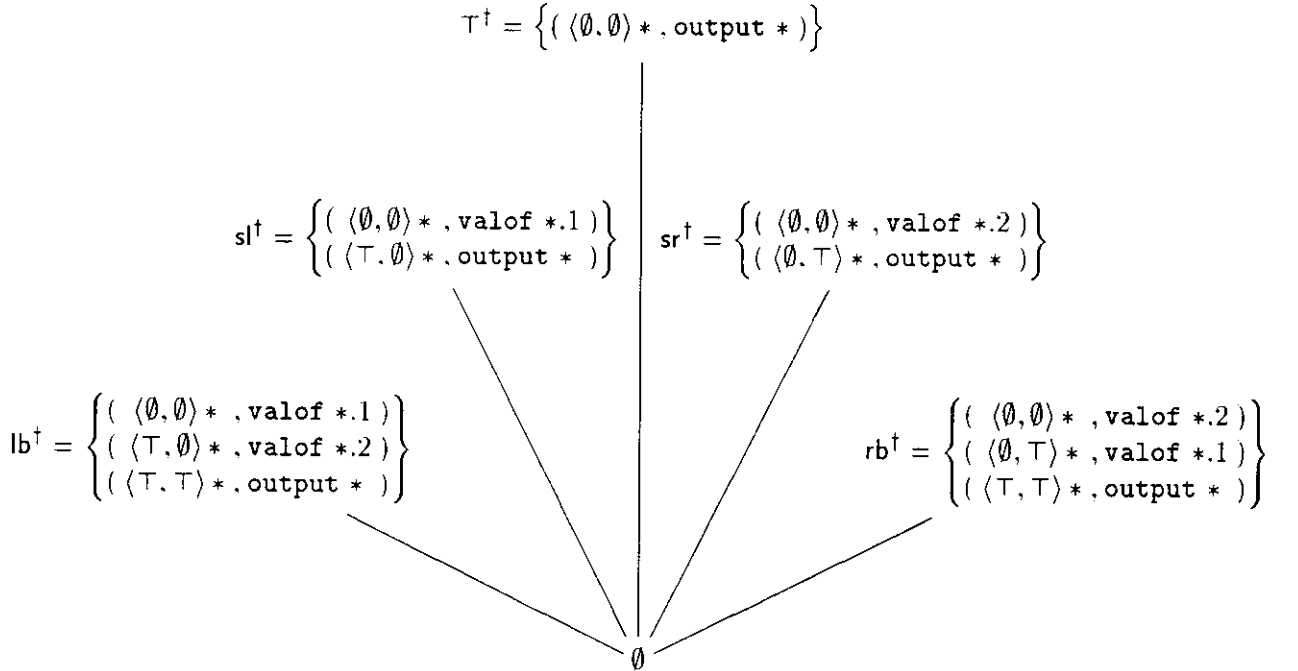 ⊤† = {( ⟨∅.∅⟩ * , output * )}
sl† = {( ⟨∅,∅⟩ * , valof *.1 )
( ⟨⊤.∅⟩ * , output * )}
sr† = {( ⟨∅,∅⟩ * , valof *.2 )
( ⟨∅.⊤⟩ * , output * )}
lb† = {( ⟨∅,∅⟩ * , valof *.1 )
( ⟨⊤,∅⟩ * , valof *.2 )
( ⟨⊤.⊤⟩ * , output * )}
rb† = {( ⟨∅,∅⟩ * , valof *.2 )
( ⟨∅,⊤⟩ * , valof *.1 )
( ⟨⊤,⊤⟩ * , output * )}
∅